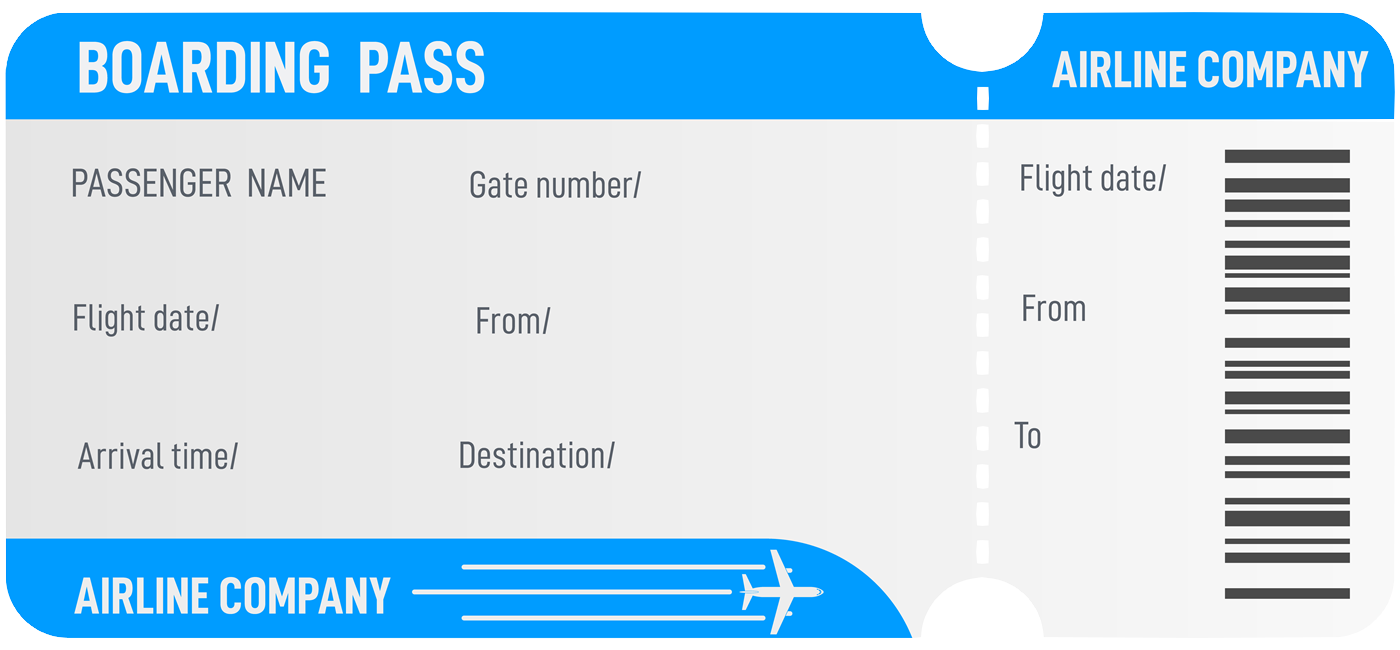 BOARDING PASS
AIRLINE COMPANY
PASSENGER NAME
Gate number/
Flight date/
From/
Arrival time/
Destination/
AIRLINE COMPANY
Flight date/
From
To